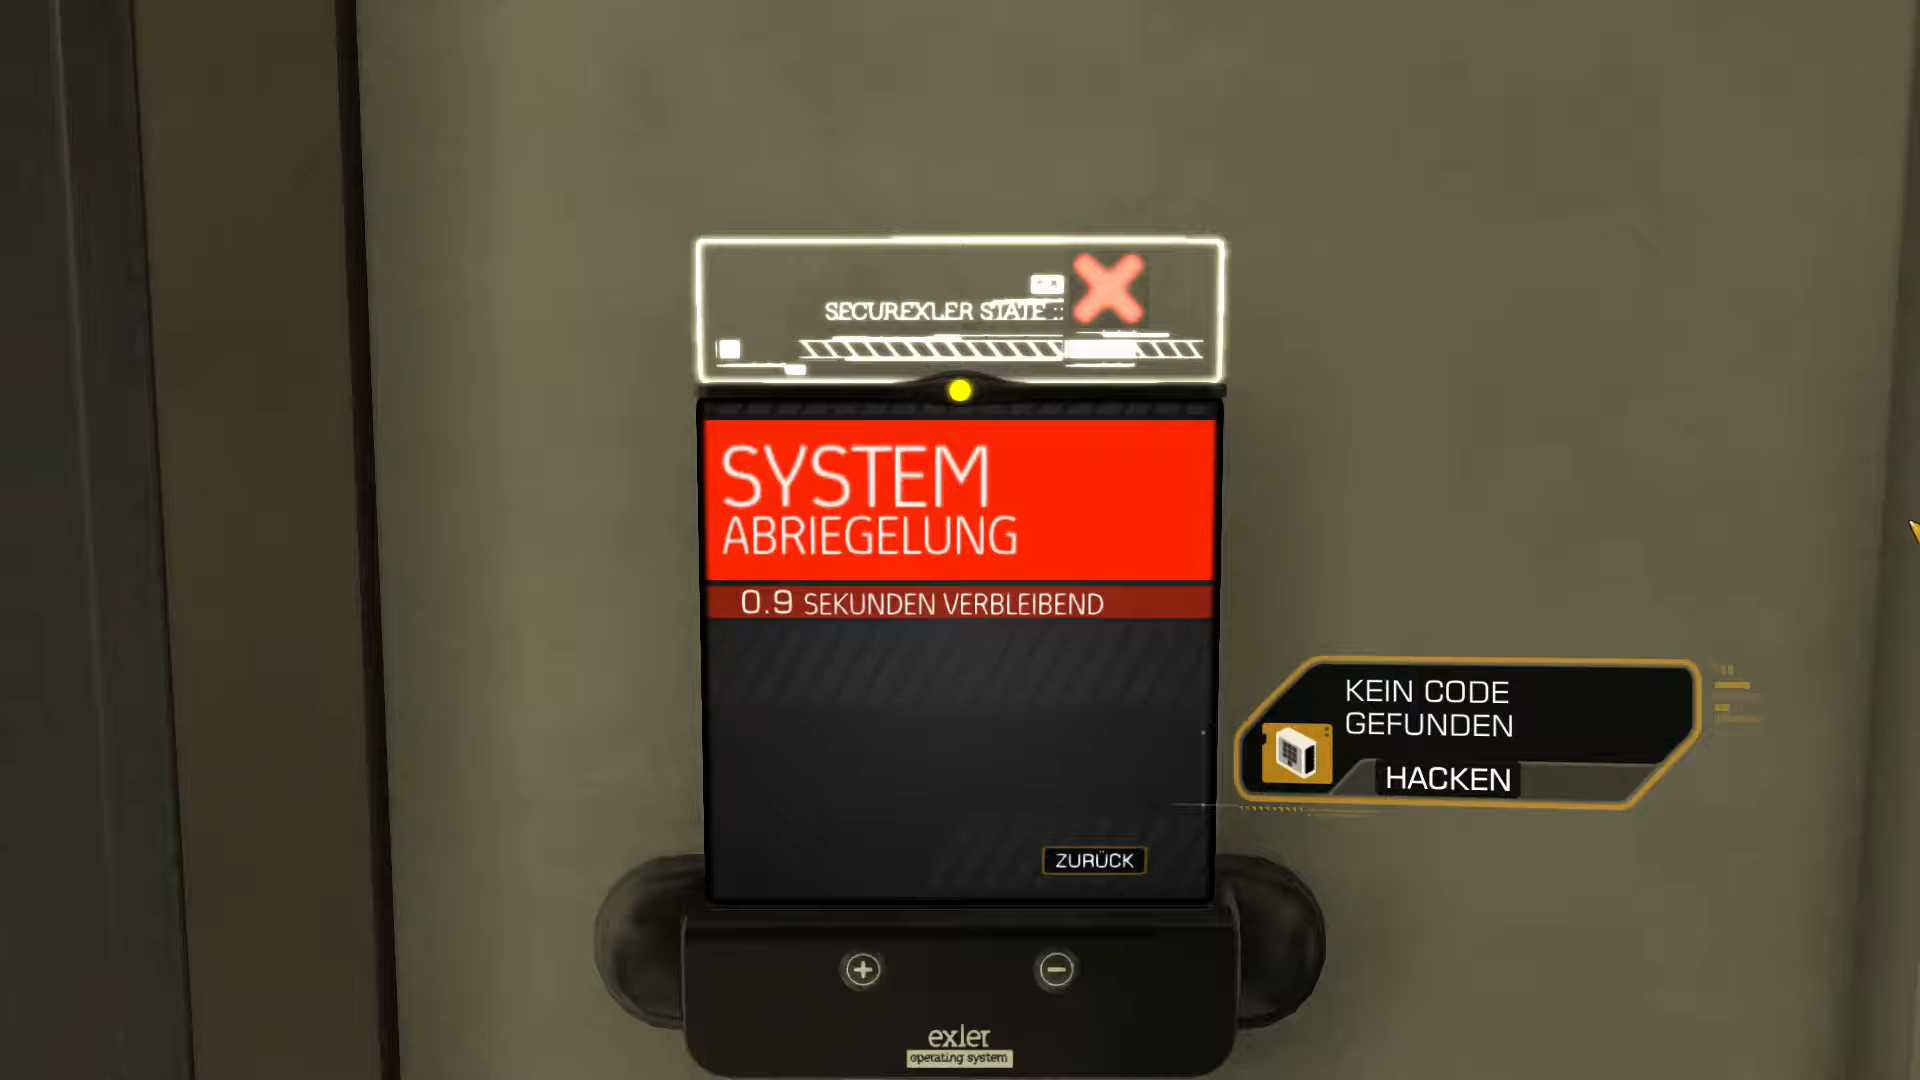 SECUREXLER STATE ::
SYSTEM
ABRIEGELUNG
0.9 SEKUNDEN VERBLEIBEND
KEIN CODE
GEFUNDEN
HACKEN
ZURÜCK
exler
operating system